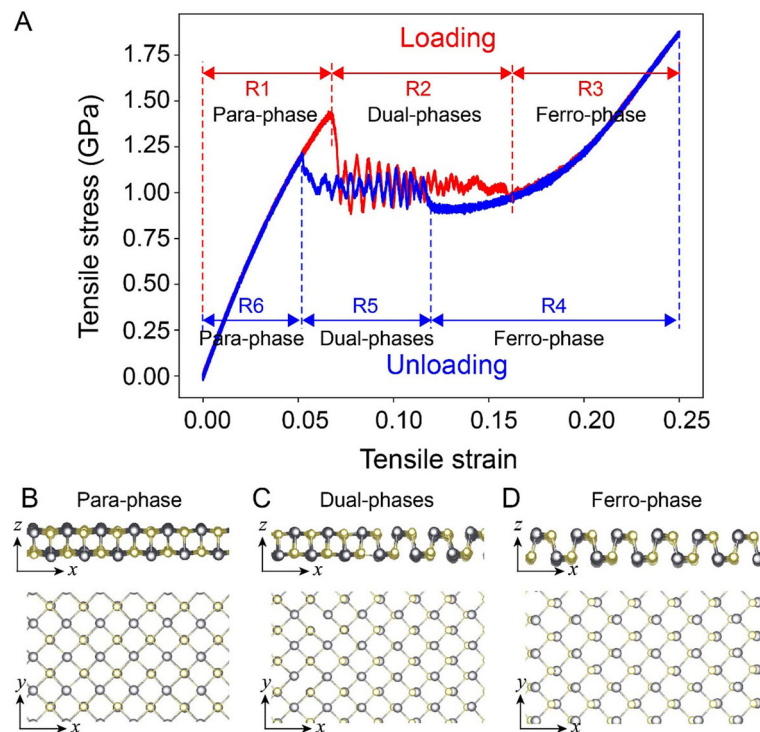 A
Loading
R1 R2 R3
Para-phase Dual-phases Ferro-phase
R6 R5 R4
Para-phase Dual-phases Ferro-phase
Unloading
Tensile stress (GPa)
1.75
1.50
1.25
1.00
0.75
0.50
0.25
0.00
0.00 0.05 0.10 0.15 0.20 0.25
Tensile strain
B Para-phase
z
x
y
x
C Dual-phases
z
x
y
x
D Ferro-phase
z
x
y
x